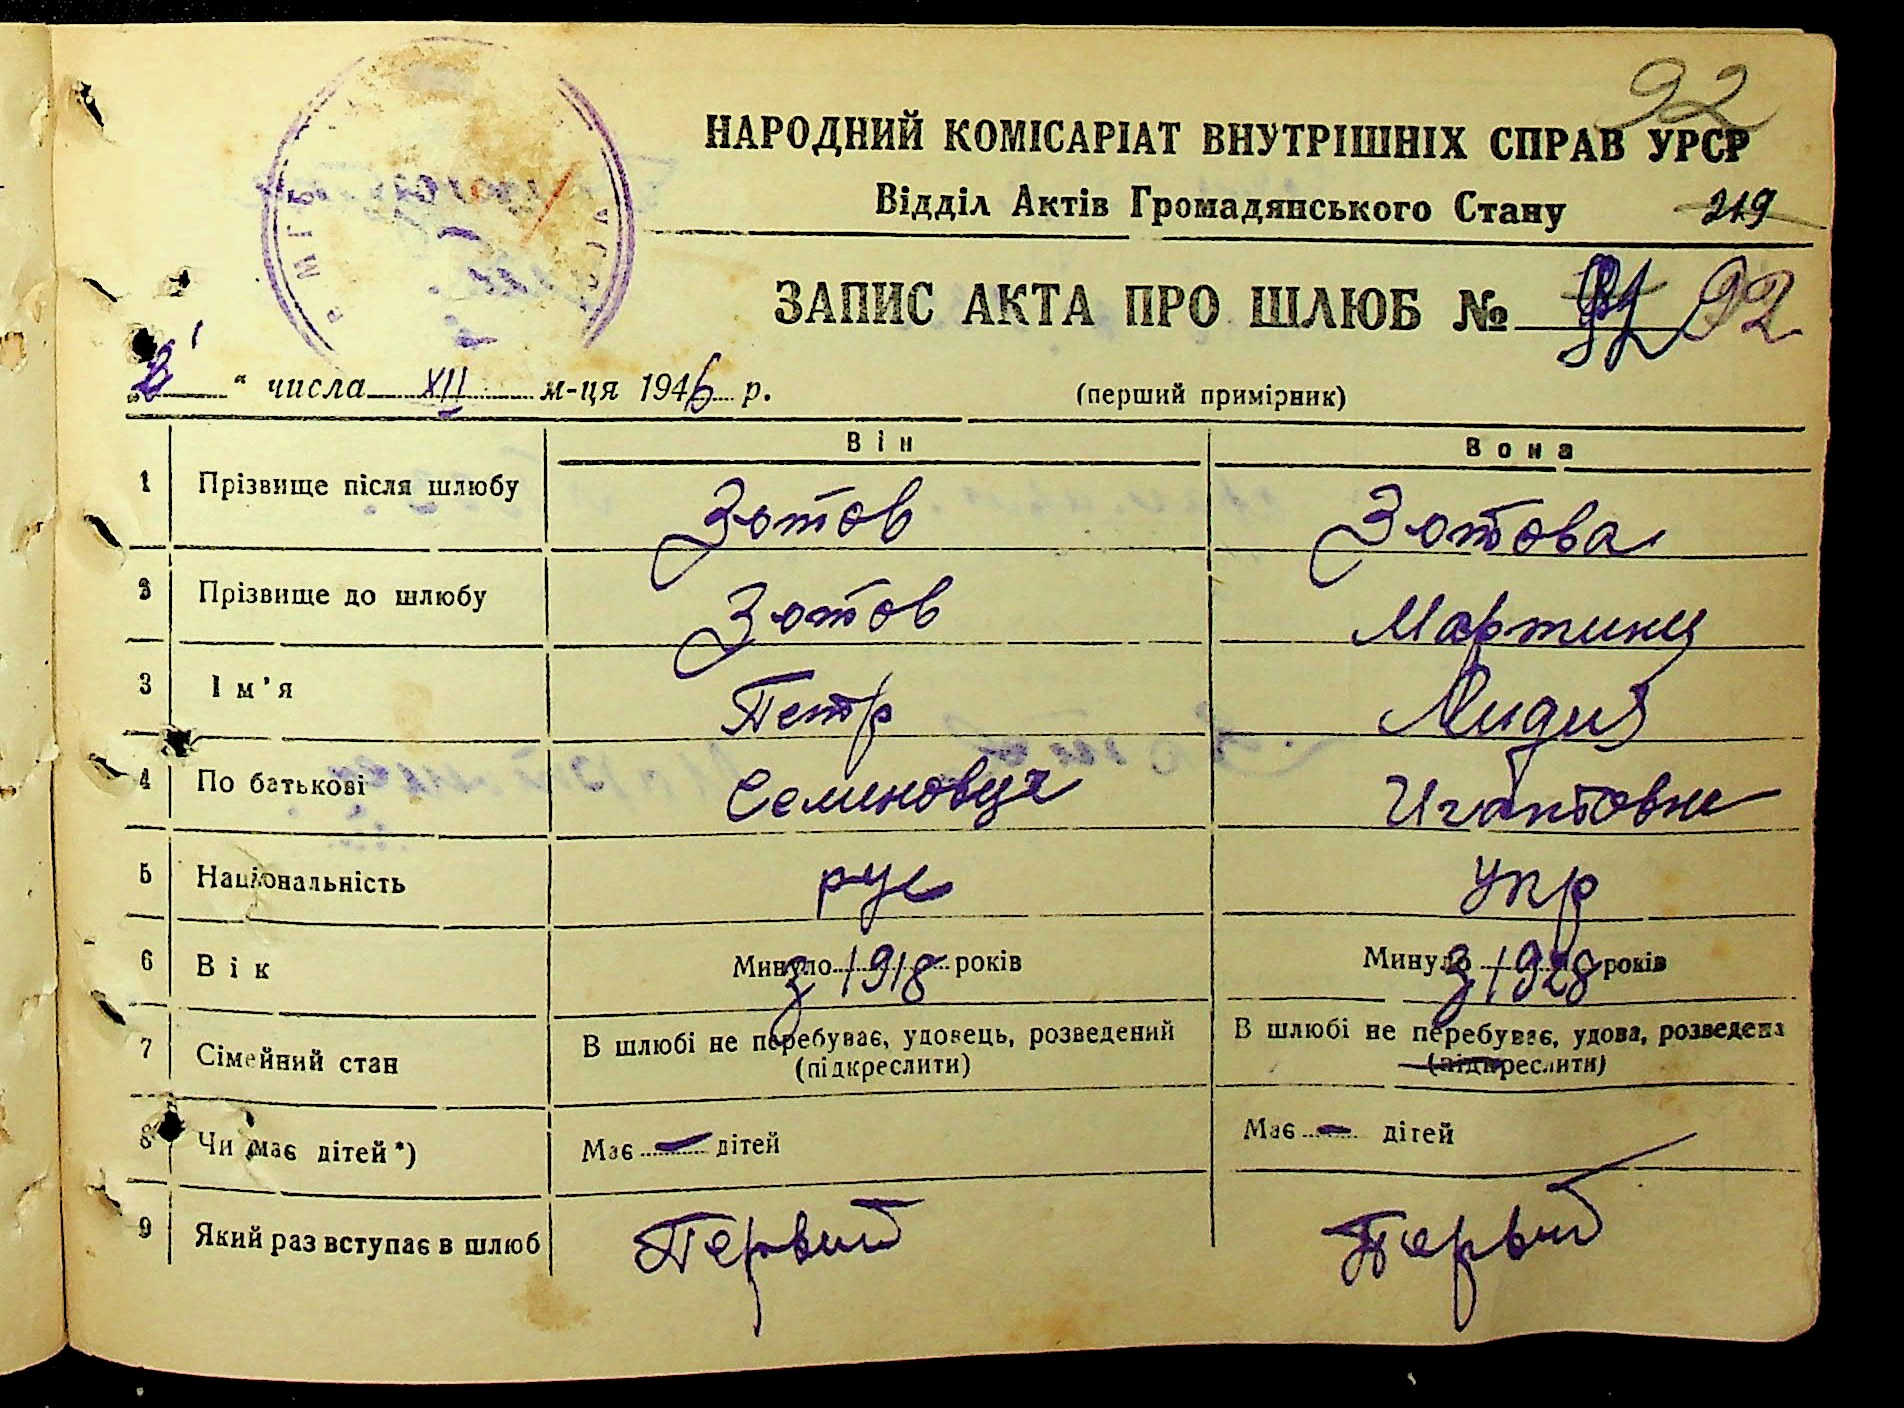 92
НАРОДНИЙ КОМІСАРІАТ ВНУТРІШНІХ СПРАВ УРСР
Відділ Актів Громадянського Стану 219
ЗАПИС АКТА ПРО ШЛЮБ № 92
" числа XII м-ця 1946 р. (перший примірник)
Він Вона
1 Прізвище після шлюбу Зотов Зотова
2 Прізвище до шлюбу Зотов Мартинц
3 Ім'я Петр Лидия
4 По батькові Семиновця Игантовне
5 Національність рус укр
6 Вік Минуло з 1918 років Минуло з 1928 років
7 Сімейний стан В шлюбі не перебуває, удовець, розведений (підкреслити) В шлюбі не перебуває, удова, розведена (підкреслити)
8 Чи має дітей*) Має — дітей Має — дітей
9 Який раз вступає в шлюб Первий Первый